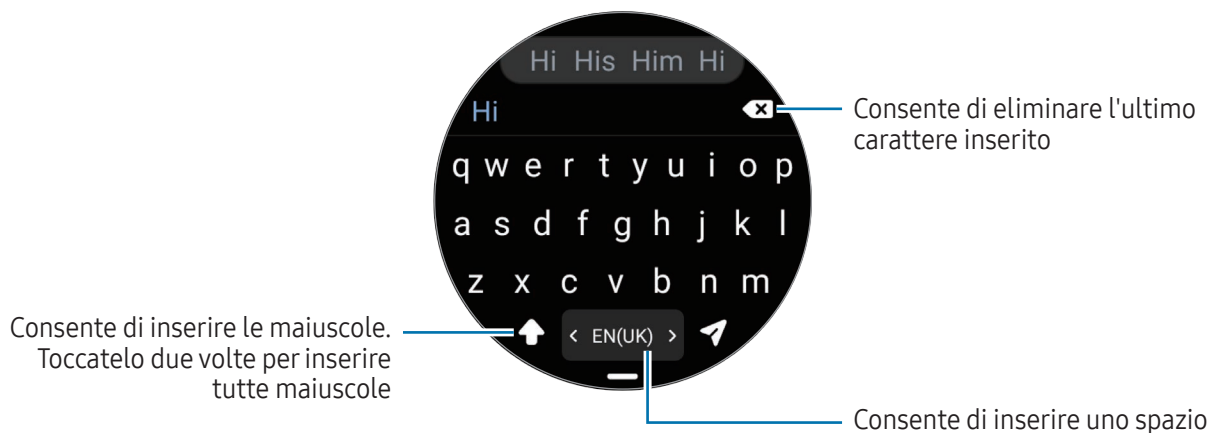 Hi His Him Hi
Hi
Consente di eliminare l'ultimo
carattere inserito
q w e r t y u i o p
a s d f g h j k l
z x c v b n m
Consente di inserire le maiuscole.
Toccatelo due volte per inserire
tutte maiuscole
< EN(UK) >
Consente di inserire uno spazio